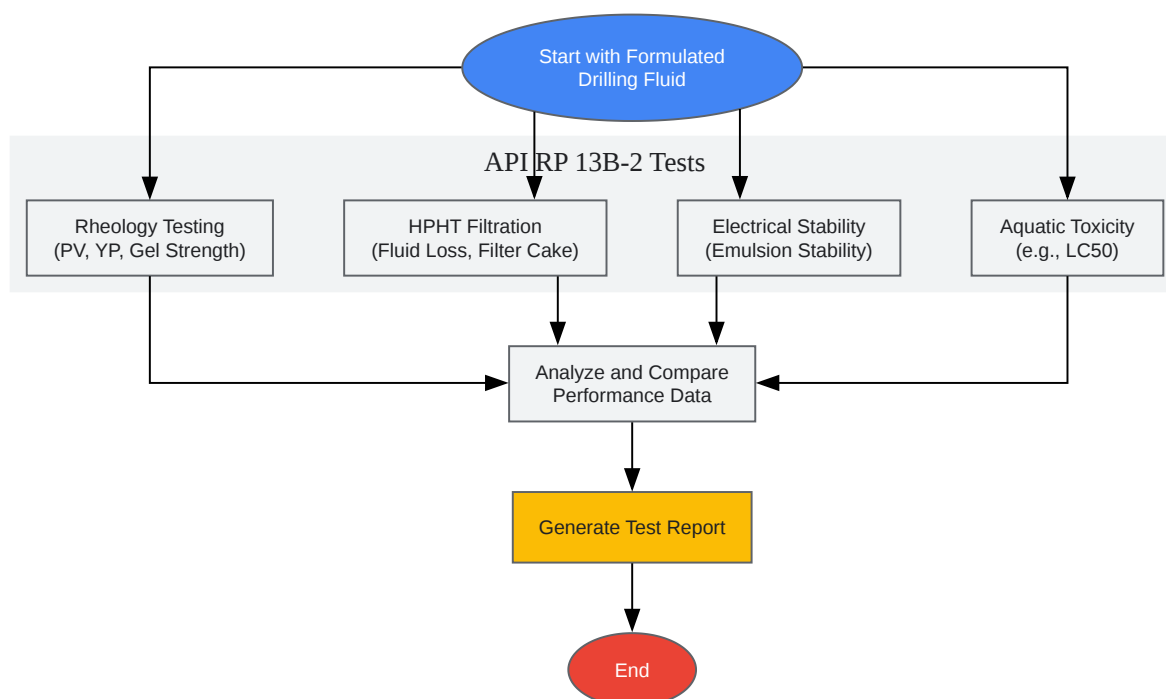 Start with Formulated
Drilling Fluid
API RP 13B-2 Tests
Rheology Testing
(PV, YP, Gel Strength)
HPHT Filtration
(Fluid Loss, Filter Cake)
Electrical Stability
(Emulsion Stability)
Aquatic Toxicity
(e.g., LC50)
Analyze and Compare
Performance Data
Generate Test Report
End